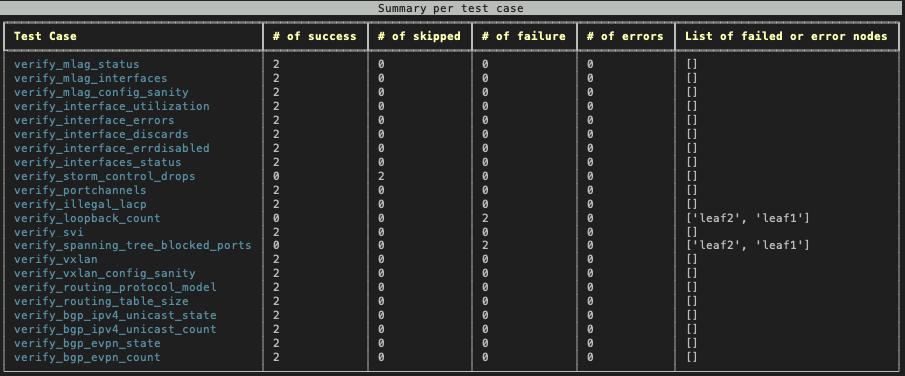 Summary per test case
Test Case # of success # of skipped # of failure # of errors List of failed or error nodes
verify_mlag_status 2 0 0 0 []
verify_mlag_interfaces 2 0 0 0 []
verify_mlag_config_sanity 2 0 0 0 []
verify_interface_utilization 2 0 0 0 []
verify_interface_errors 2 0 0 0 []
verify_interface_discards 2 0 0 0 []
verify_interface_errdisabled 2 0 0 0 []
verify_interfaces_status 2 0 0 0 []
verify_storm_control_drops 0 2 0 0 []
verify_portchannels 2 0 0 0 []
verify_illegal_lacp 2 0 0 0 []
verify_loopback_count 0 0 2 0 ['leaf2', 'leaf1']
verify_svi 2 0 0 0 []
verify_spanning_tree_blocked_ports 0 0 2 0 ['leaf2', 'leaf1']
verify_vxlan 2 0 0 0 []
verify_vxlan_config_sanity 2 0 0 0 []
verify_routing_protocol_model 2 0 0 0 []
verify_routing_table_size 2 0 0 0 []
verify_bgp_ipv4_unicast_state 2 0 0 0 []
verify_bgp_ipv4_unicast_count 2 0 0 0 []
verify_bgp_evpn_state 2 0 0 0 []
verify_bgp_evpn_count 2 0 0 0 []